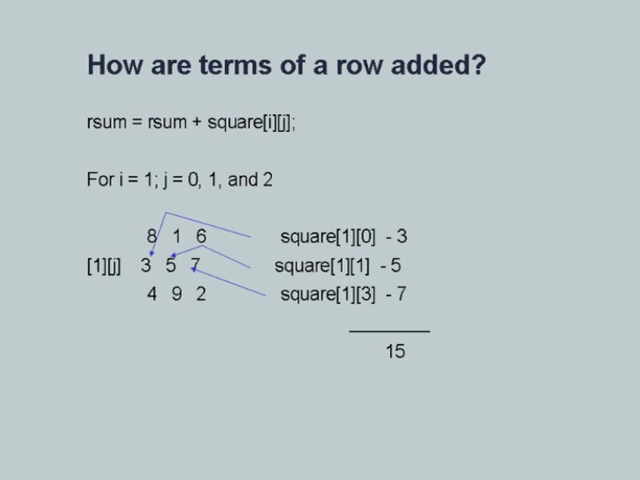 How are terms of a row added?
rsum = rsum + square[i][j];
For i = 1; j = 0, 1, and 2
8 1 6 square[1][0] - 3
[1][j] 3 5 7 square[1][1] - 5
4 9 2 square[1][3] - 7
15